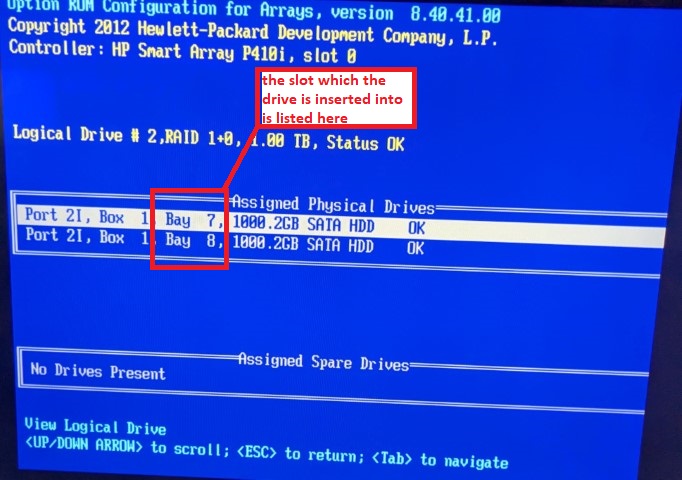 Option ROM Configuration for Arrays, version 8.40.41.00
Copyright 2012 Hewlett-Packard Development Company, L.P.
Controller: HP Smart Array P410i, slot 0
the slot which the
drive is inserted into
is listed here
Logical Drive # 2,RAID 1+0, 1.00 TB, Status OK
Assigned Physical Drives
Port 2I, Box 1, Bay 7, 1000.2GB SATA HDD OK
Port 2I, Box 1, Bay 8, 1000.2GB SATA HDD OK
Assigned Spare Drives
No Drives Present
View Logical Drive
<UP/DOWN ARROW> to scroll; <ESC> to return; <Tab> to navigate